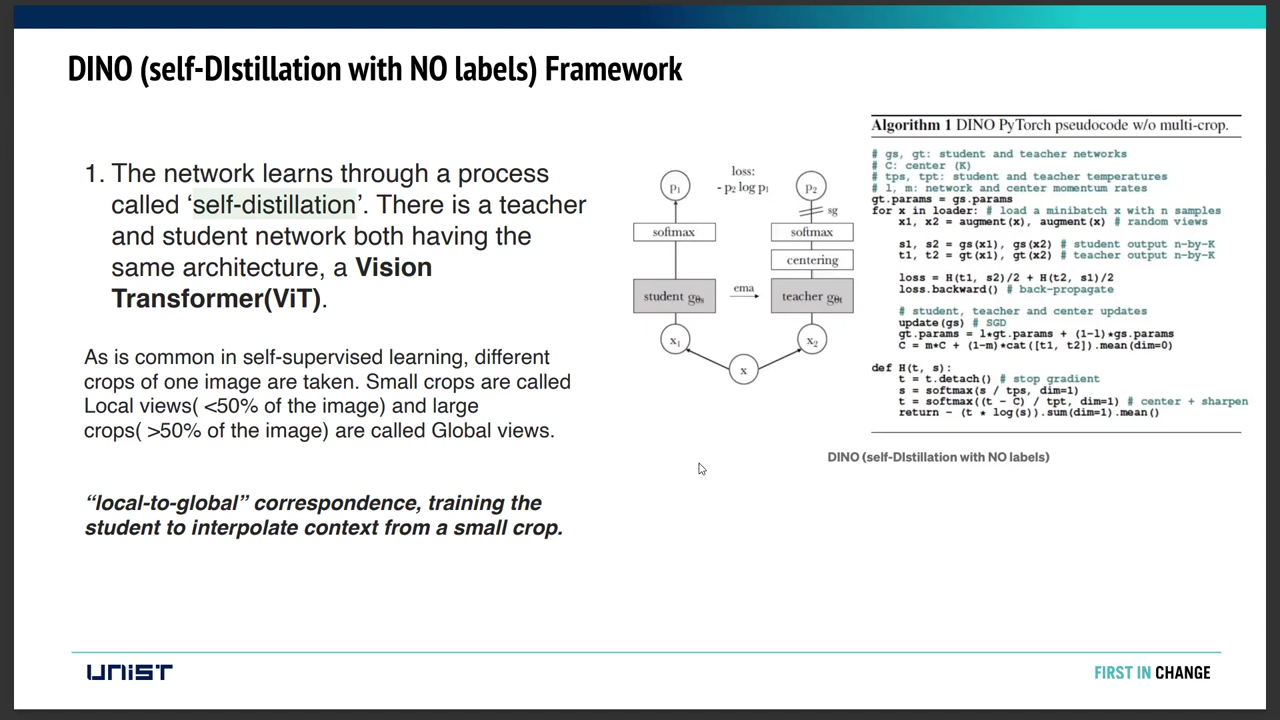 DINO (self-DIstillation with NO labels) Framework
1. The network learns through a process
called ‘self-distillation’. There is a teacher
and student network both having the
same architecture, a Vision
Transformer(ViT).
As is common in self-supervised learning, different
crops of one image are taken. Small crops are called
Local views( <50% of the image) and large
crops( >50% of the image) are called Global views.
“local-to-global” correspondence, training the
student to interpolate context from a small crop.
loss:
- p2 log p1
p1
p2
sg
softmax
softmax
centering
student gθs
ema
teacher gθt
x1
x2
x
Algorithm 1 DINO PyTorch pseudocode w/o multi-crop.
# gs, gt: student and teacher networks
# C: center (K)
# tps, tpt: student and teacher temperatures
# l, m: network and center momentum rates
gt.params = gs.params
for x in loader: # load a minibatch x with n samples
x1, x2 = augment(x), augment(x) # random views
s1, s2 = gs(x1), gs(x2) # student output n-by-K
t1, t2 = gt(x1), gt(x2) # teacher output n-by-K
loss = H(t1, s2)/2 + H(t2, s1)/2
loss.backward() # back-propagate
# student, teacher and center updates
update(gs) # SGD
gt.params = l*gt.params + (1-l)*gs.params
C = m*C + (1-m)*cat([t1, t2]).mean(dim=0)
def H(t, s):
t = t.detach() # stop gradient
s = softmax(s / tps, dim=1)
t = softmax((t - C) / tpt, dim=1) # center + sharpen
return - (t * log(s)).sum(dim=1).mean()
DINO (self-DIstillation with NO labels)
UNIST
FIRST IN CHANGE